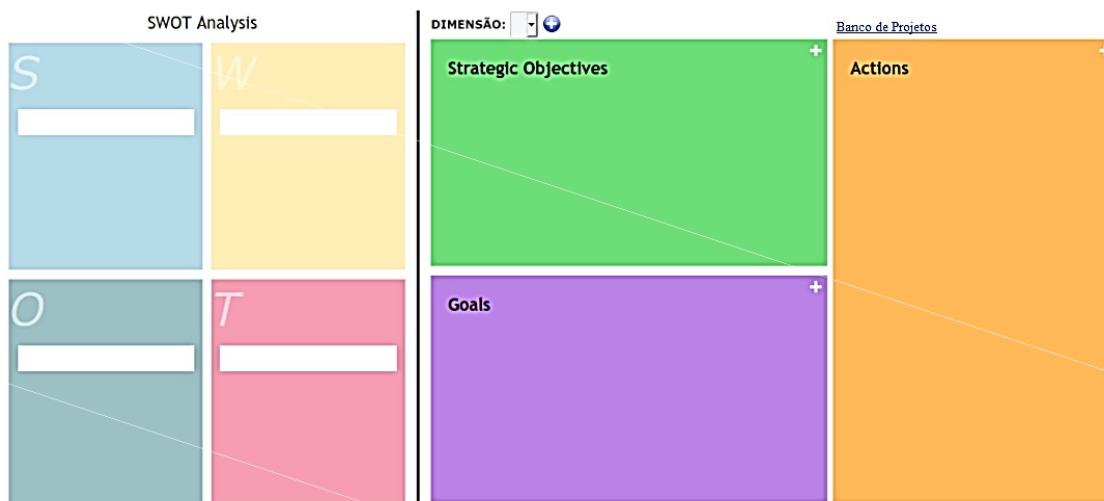 SWOT Analysis
S
W
O
T
DIMENSÃO:
Banco de Projetos
Strategic Objectives
Actions
Goals